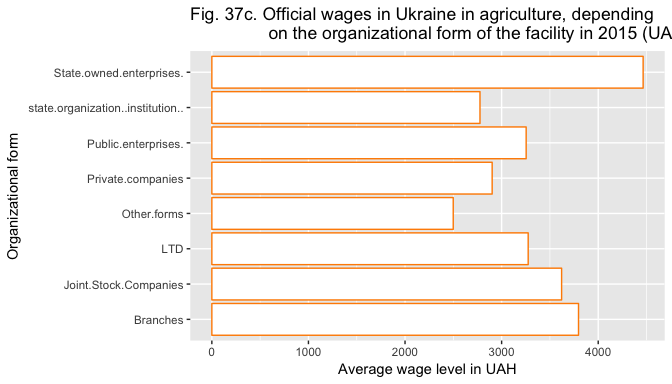 Fig. 37c. Official wages in Ukraine in agriculture, depending
on the organizational form of the facility in 2015 (UA
Organizational form
State.owned.enterprises.
state.organization..institution..
Public.enterprises.
Private.companies
Other.forms
LTD
Joint.Stock.Companies
Branches
0 1000 2000 3000 4000
Average wage level in UAH